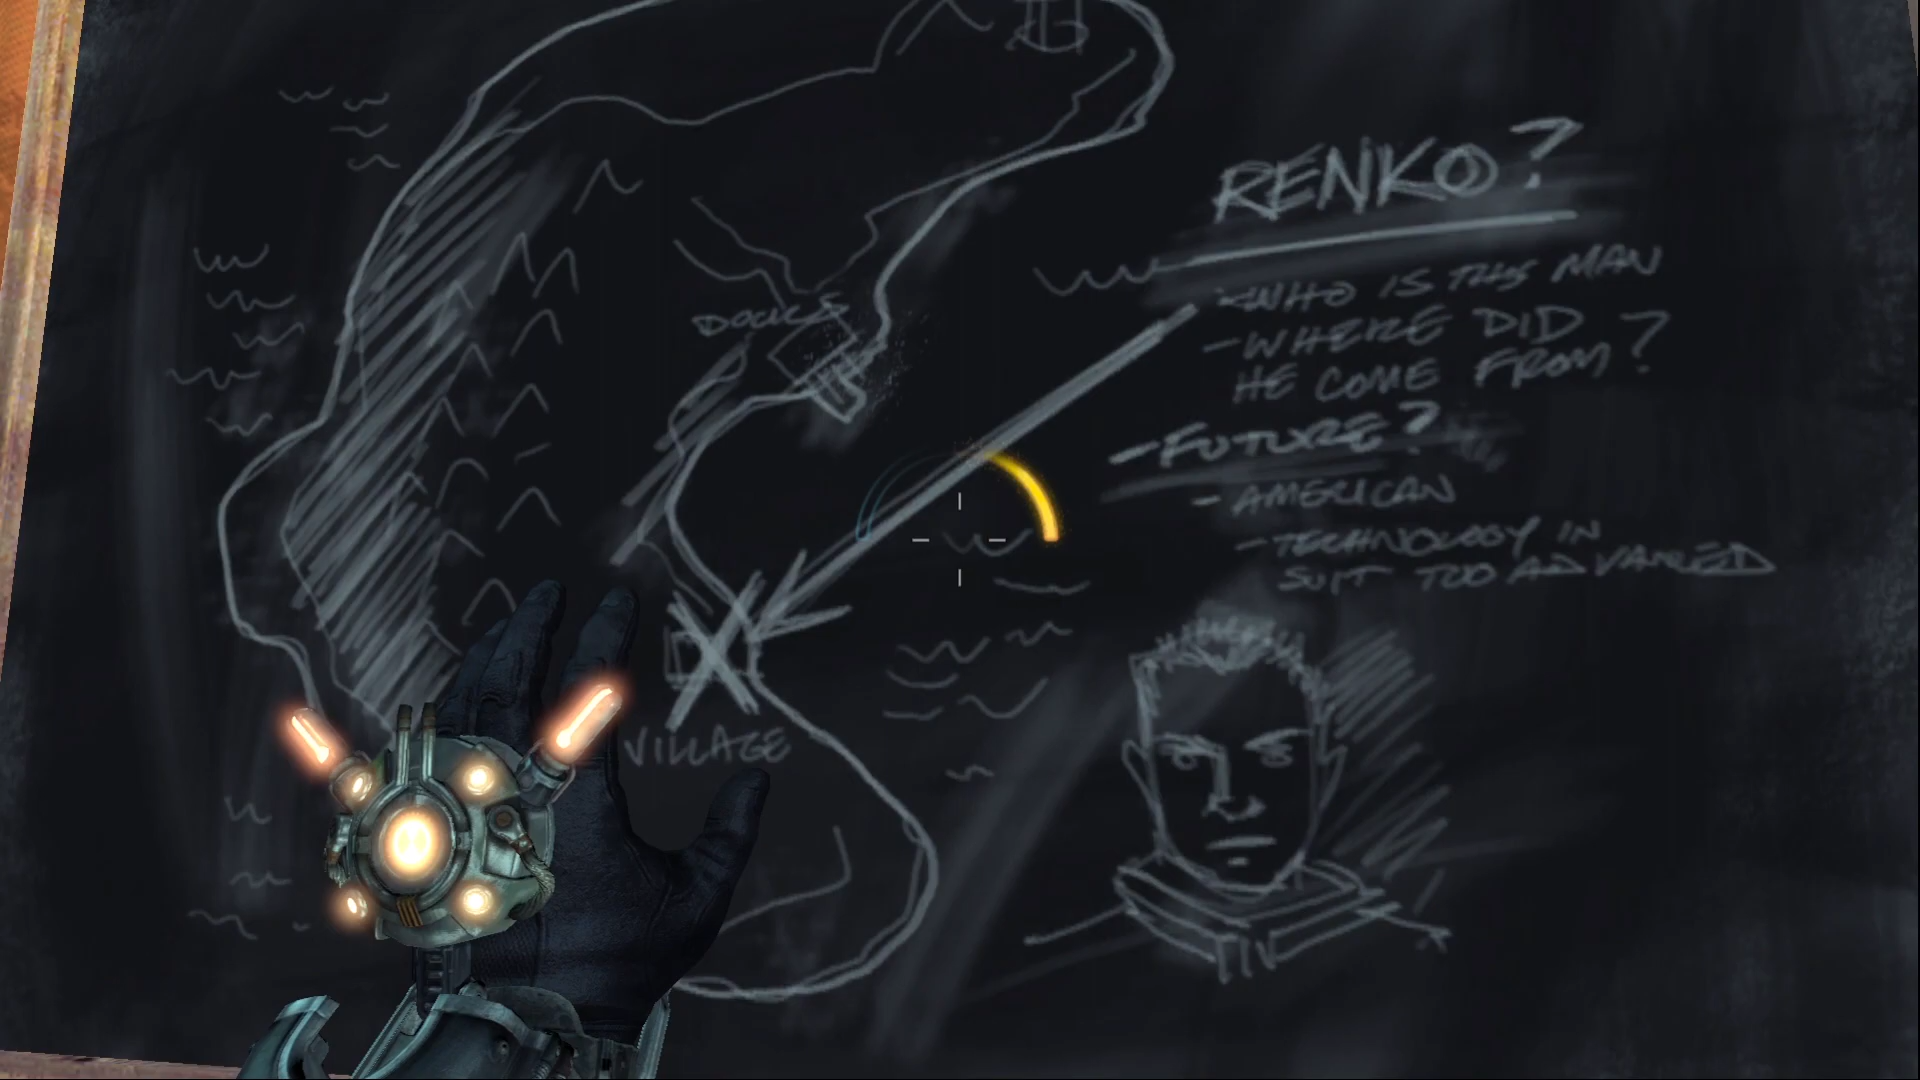 RENKO?
-WHO IS THIS MAN
-WHERE DID
HE COME FROM?
-FUTURE?
-AMERICAN
-TECHNOLOGY IN
SUIT TOO ADVANCED
DOCKS
VILLAGE